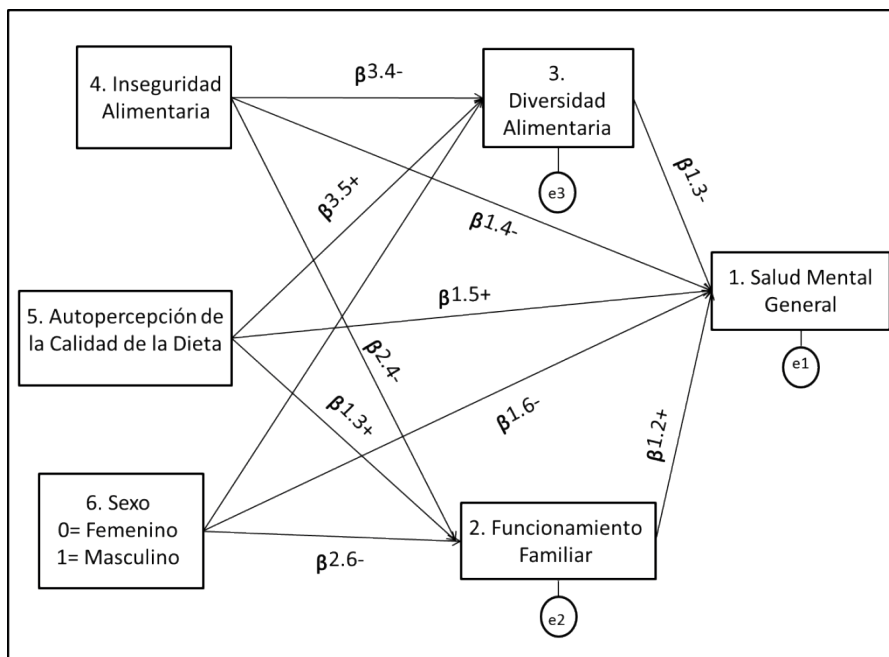 4. Inseguridad
Alimentaria
β3.4-
3.
Diversidad
Alimentaria
e3
β3.5+
β1.4-
β1.3-
5. Autopercepción de
la Calidad de la Dieta
β1.5+
1. Salud Mental
General
e1
β2.4-
β1.3+
β1.6-
β1.2+
6. Sexo
0= Femenino
1= Masculino
β2.6-
2. Funcionamiento
Familiar
e2